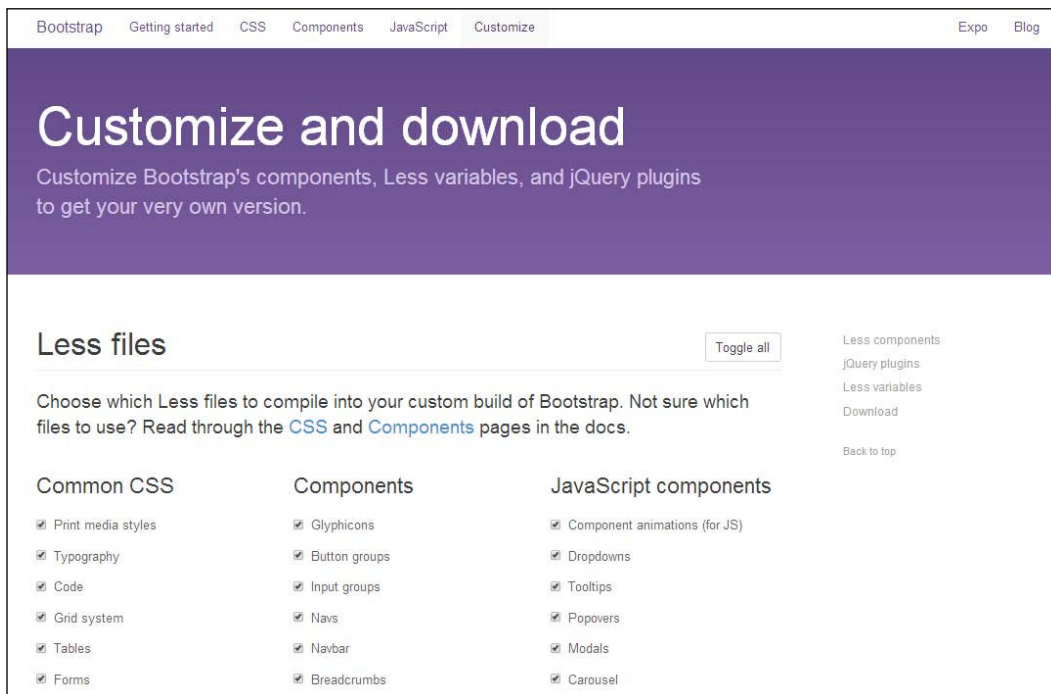 Bootstrap Getting started CSS Components JavaScript Customize Expo Blog
Customize and download
Customize Bootstrap's components, Less variables, and jQuery plugins
to get your very own version.
Less files
Toggle all
Choose which Less files to compile into your custom build of Bootstrap. Not sure which
files to use? Read through the CSS and Components pages in the docs.
Common CSS
Print media styles
Typography
Code
Grid system
Tables
Forms
Components
Glyphicons
Button groups
Input groups
Navs
Navbar
Breadcrumbs
JavaScript components
Component animations (for JS)
Dropdowns
Tooltips
Popovers
Modals
Carousel
Less components
jQuery plugins
Less variables
Download
Back to top